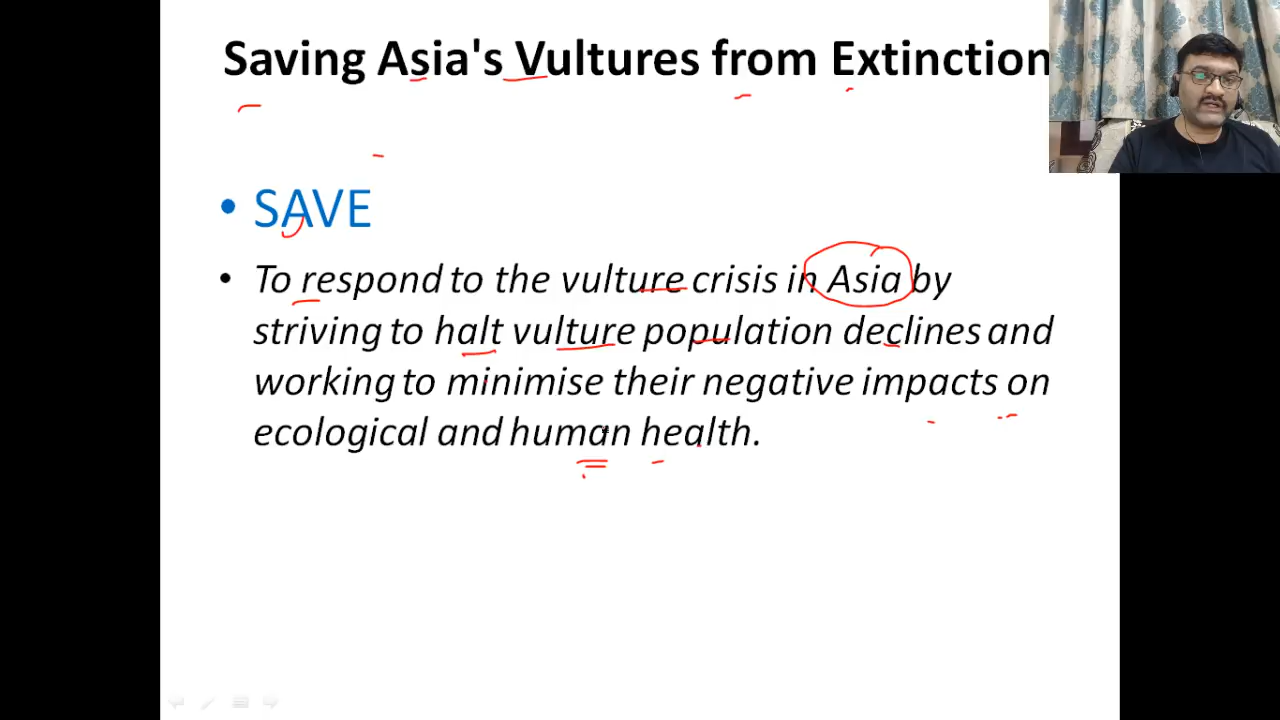 Saving Asia's Vultures from Extinction
• SAVE
• To respond to the vulture crisis in Asia by
striving to halt vulture population declines and
working to minimise their negative impacts on
ecological and human health.